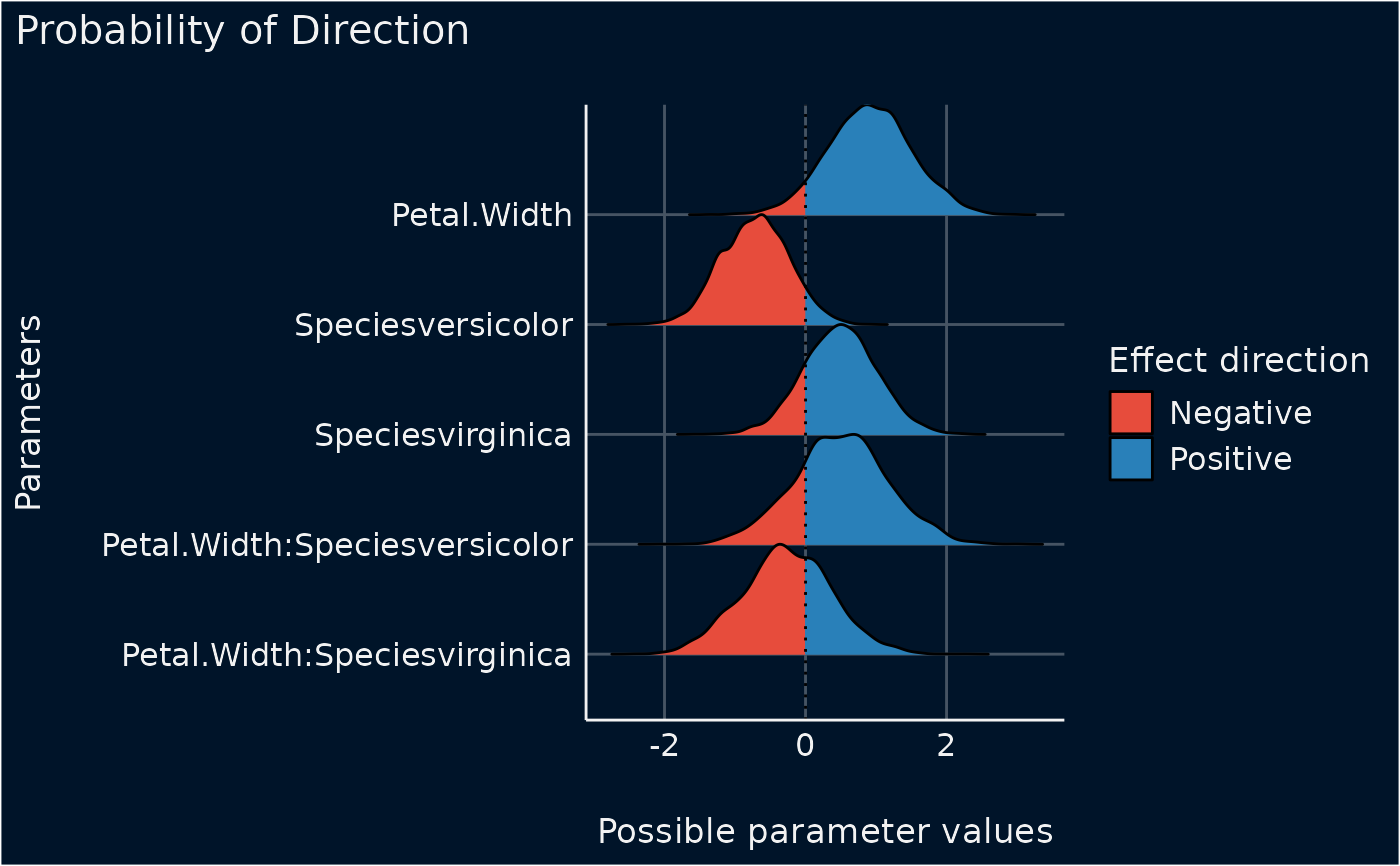 Probability of Direction
Parameters
Petal.Width
Speciesversicolor
Speciesvirginica
Petal.Width:Speciesversicolor
Petal.Width:Speciesvirginica
-2 0 2
Possible parameter values
Effect direction
Negative
Positive